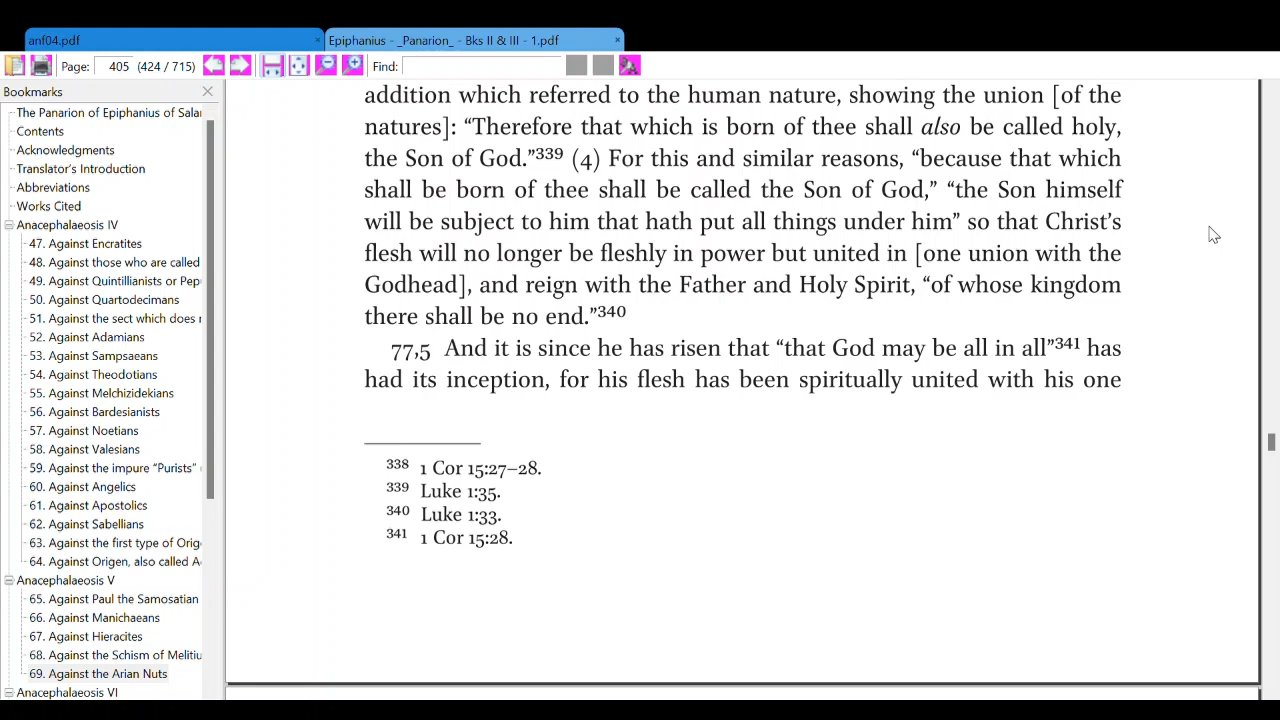 anf04.pdf ×
Epiphanius - _Panarion_ - Bks II & III - 1.pdf ×
Page: 405 (424 / 715) Find:
Bookmarks
The Panarion of Epiphanius of Salar
Contents
Acknowledgments
Translator's Introduction
Abbreviations
Works Cited
Anacephalaeosis IV
47. Against Encratites
48. Against those who are called
49. Against Quintillianists or Pep
50. Against Quartodecimans
51. Against the sect which does r
52. Against Adamians
53. Against Sampsaeans
54. Against Theodotians
55. Against Melchizidekians
56. Against Bardesianists
57. Against Noetians
58. Against Valesians
59. Against the impure “Purists” (
60. Against Angelics
61. Against Apostolics
62. Against Sabellians
63. Against the first type of Orig
64. Against Origen, also called A
Anacephalaeosis V
65. Against Paul the Samosatian
66. Against Manichaeans
67. Against Hieracites
68. Against the Schism of Melitiu
69. Against the Arian Nuts
Anacephalaeosis VI
addition which referred to the human nature, showing the union [of the
natures]: “Therefore that which is born of thee shall also be called holy,
the Son of God.”339 (4) For this and similar reasons, “because that which
shall be born of thee shall be called the Son of God,” “the Son himself
will be subject to him that hath put all things under him” so that Christ’s
flesh will no longer be fleshly in power but united in [one union with the
Godhead], and reign with the Father and Holy Spirit, “of whose kingdom
there shall be no end.”340
77,5 And it is since he has risen that “that God may be all in all”341 has
had its inception, for his flesh has been spiritually united with his one
338 1 Cor 15:27–28.
339 Luke 1:35.
340 Luke 1:33.
341 1 Cor 15:28.